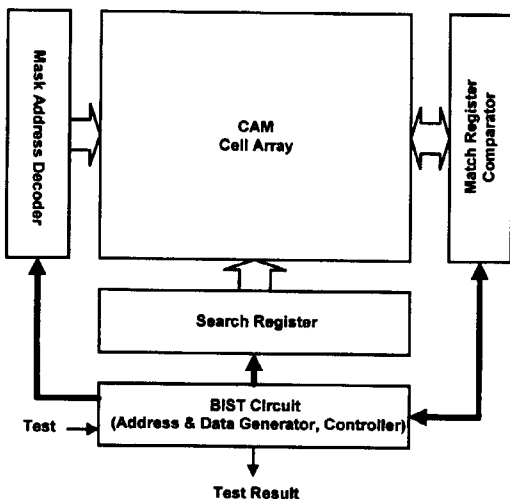 Mask Address Decoder
CAM
Cell Array
Match Register
Comparator
Search Register
BIST Circuit
(Address & Data Generator, Controller)
Test
Test Result